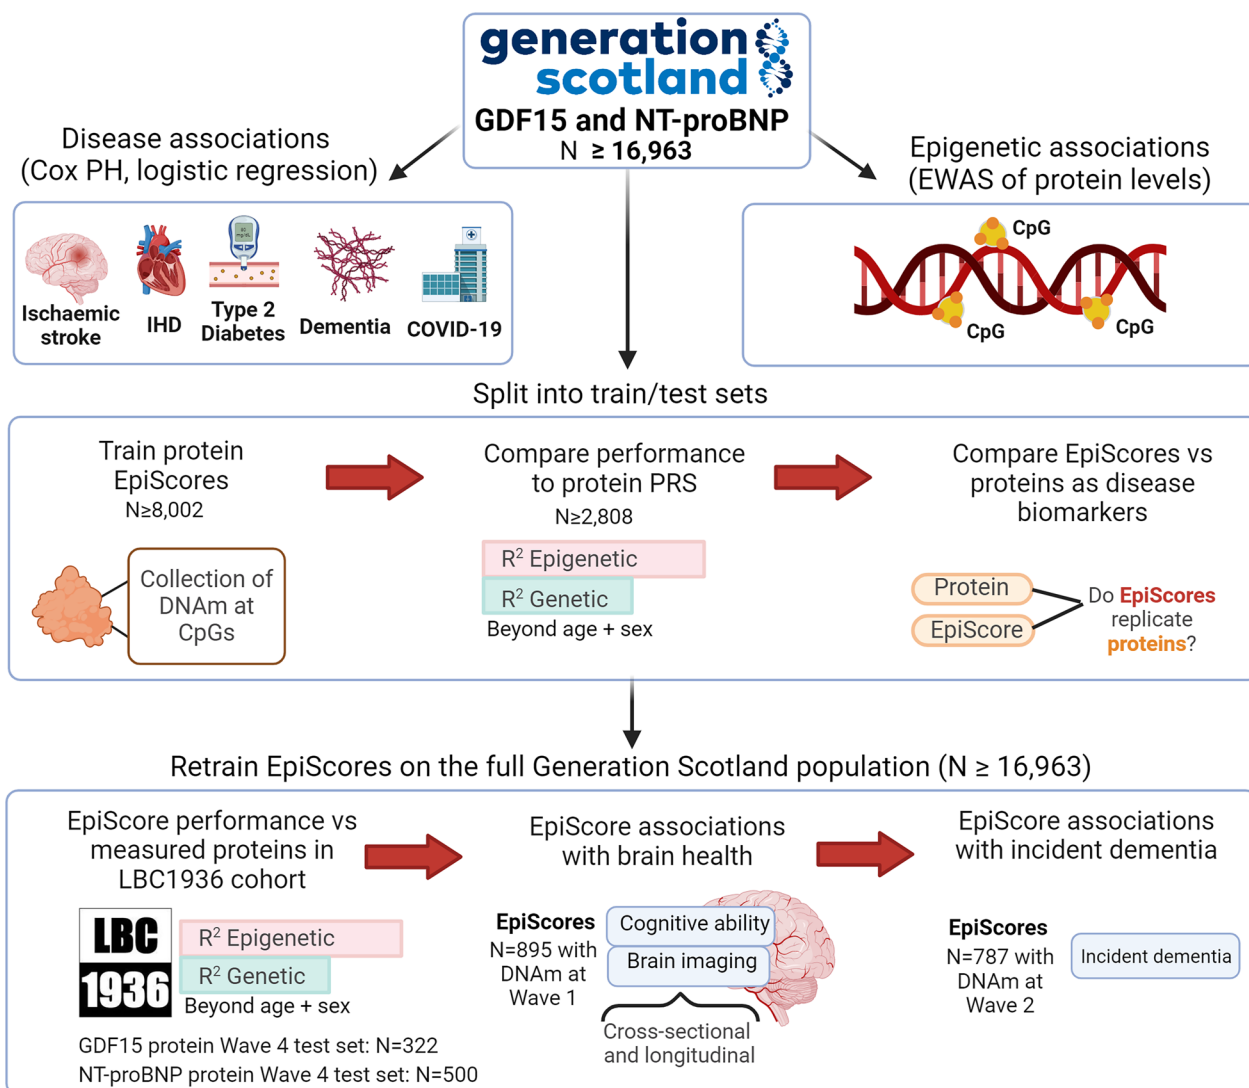 generation
scotland
GDF15 and NT-proBNP
N ≥ 16,963
Disease associations
(Cox PH, logistic regression)
Ischaemic
stroke
IHD
Type 2
Diabetes
Dementia
COVID-19
Epigenetic associations
(EWAS of protein levels)
CpG
CpG
CpG
Split into train/test sets
Train protein
EpiScores
N≥8,002
Collection of
DNAm at
CpGs
Compare performance
to protein PRS
N≥2,808
R² Epigenetic
R² Genetic
Beyond age + sex
Compare EpiScores vs
proteins as disease
biomarkers
Protein
EpiScore
Do EpiScores
replicate
proteins?
Retrain EpiScores on the full Generation Scotland population (N ≥ 16,963)
EpiScore performance vs
measured proteins in
LBC1936 cohort
LBC
1936
R² Epigenetic
R² Genetic
Beyond age + sex
GDF15 protein Wave 4 test set: N=322
NT-proBNP protein Wave 4 test set: N=500
EpiScore associations
with brain health
EpiScores
N=895 with
DNAm at
Wave 1
Cognitive ability
Brain imaging
Cross-sectional
and longitudinal
EpiScore associations
with incident dementia
EpiScores
N=787 with
DNAm at
Wave 2
Incident dementia